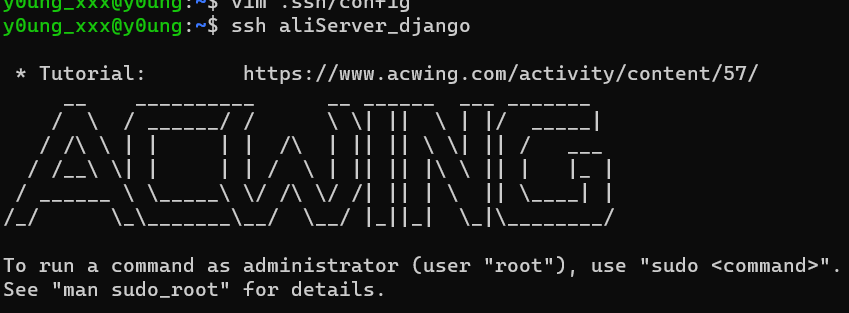 y0ung_xxx@y0ung:~$ vim .ssh/config
y0ung_xxx@y0ung:~$ ssh aliServer_django
* Tutorial: https://www.acwing.com/activity/content/57/
ACWING
To run a command as administrator (user "root"), use "sudo <command>".
See "man sudo_root" for details.